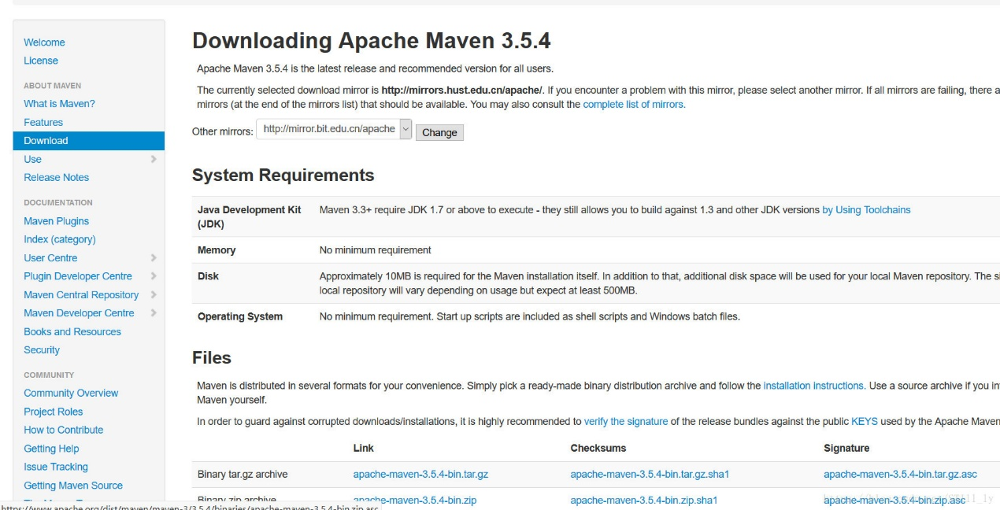 Welcome
License
ABOUT MAVEN
What is Maven?
Features
Download
Use
Release Notes
DOCUMENTATION
Maven Plugins
Index (category)
User Centre
Plugin Developer Centre
Maven Central Repository
Maven Developer Centre
Books and Resources
Security
COMMUNITY
Community Overview
Project Roles
How to Contribute
Getting Help
Issue Tracking
Getting Maven Source
Downloading Apache Maven 3.5.4
Apache Maven 3.5.4 is the latest release and recommended version for all users.
The currently selected download mirror is http://mirrors.hust.edu.cn/apache/. If you encounter a problem with this mirror, please select another mirror. If all mirrors are failing, there a
mirrors (at the end of the mirrors list) that should be available. You may also consult the complete list of mirrors.
Other mirrors: http://mirror.bit.edu.cn/apache Change
System Requirements
Java Development Kit Maven 3.3+ require JDK 1.7 or above to execute - they still allows you to build against 1.3 and other JDK versions by Using Toolchains
(JDK)
Memory No minimum requirement
Disk Approximately 10MB is required for the Maven installation itself. In addition to that, additional disk space will be used for your local Maven repository. The si
local repository will vary depending on usage but expect at least 500MB.
Operating System No minimum requirement. Start up scripts are included as shell scripts and Windows batch files.
Files
Maven is distributed in several formats for your convenience. Simply pick a ready-made binary distribution archive and follow the installation instructions. Use a source archive if you in
Maven yourself.
In order to guard against corrupted downloads/installations, it is highly recommended to verify the signature of the release bundles against the public KEYS used by the Apache Maven
Link Checksums Signature
Binary tar.gz archive apache-maven-3.5.4-bin.tar.gz apache-maven-3.5.4-bin.tar.gz.sha1 apache-maven-3.5.4-bin.tar.gz.asc
Binary zip archive apache-maven-3.5.4-bin.zip apache-maven-3.5.4-bin.zip.sha1 apache-maven-3.5.4-bin.zip.asc
https://www.apache.org/dist/maven/maven-3/3.5.4/binaries/apache-maven-3.5.4-bin.zip.asc